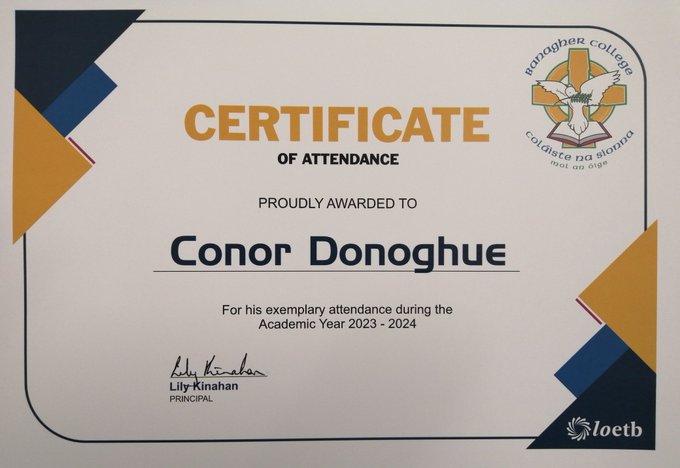 Banagher College
Coláiste na Sionna
mol an óige
CERTIFICATE
OF ATTENDANCE
PROUDLY AWARDED TO
Conor Donoghue
For his exemplary attendance during the
Academic Year 2023 - 2024
Lily Kinahan
Lily Kinahan
PRINCIPAL
loetb